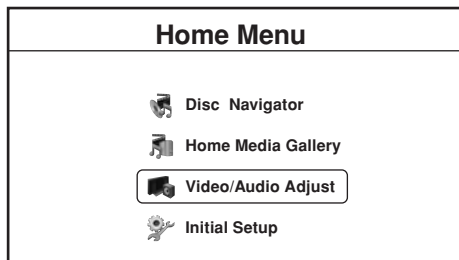 Home Menu
Disc Navigator
Home Media Gallery
Video/Audio Adjust
Initial Setup